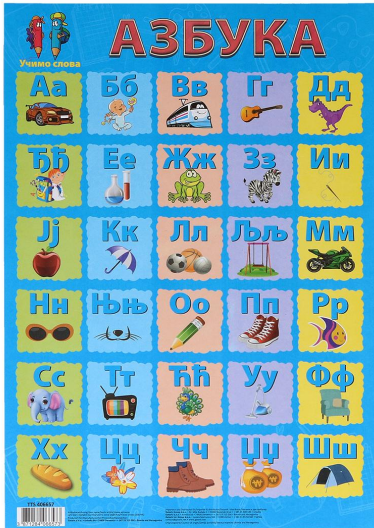 АЗБУКА
Учимо слова
Аа Бб Вв Гг Дд
Ђђ Ее Жж Зз Ии
Јј Кк Лл Љљ Мм
Нн Њњ Оо Пп Рр
Сс Тт Ћћ Уу Фф
Хх Цц Чч Џџ Шш